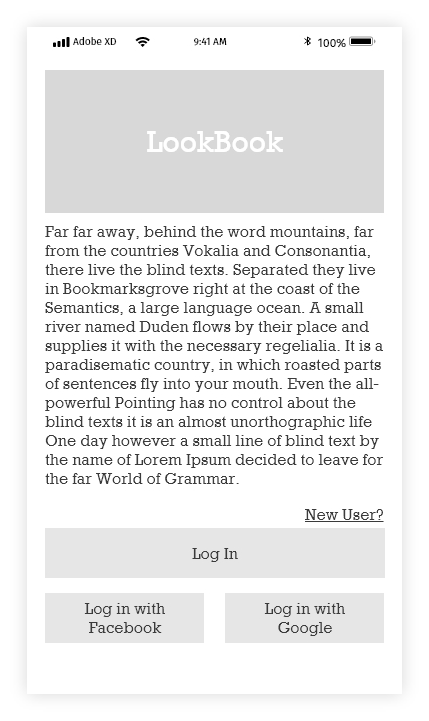 Adobe XD 9:41 AM 100%
LookBook
Far far away, behind the word mountains, far
from the countries Vokalia and Consonantia,
there live the blind texts. Separated they live
in Bookmarksgrove right at the coast of the
Semantics, a large language ocean. A small
river named Duden flows by their place and
supplies it with the necessary regelialia. It is a
paradisematic country, in which roasted parts
of sentences fly into your mouth. Even the all-
powerful Pointing has no control about the
blind texts it is an almost unorthographic life
One day however a small line of blind text by
the name of Lorem Ipsum decided to leave for
the far World of Grammar.
New User?
Log In
Log in with
Facebook
Log in with
Google